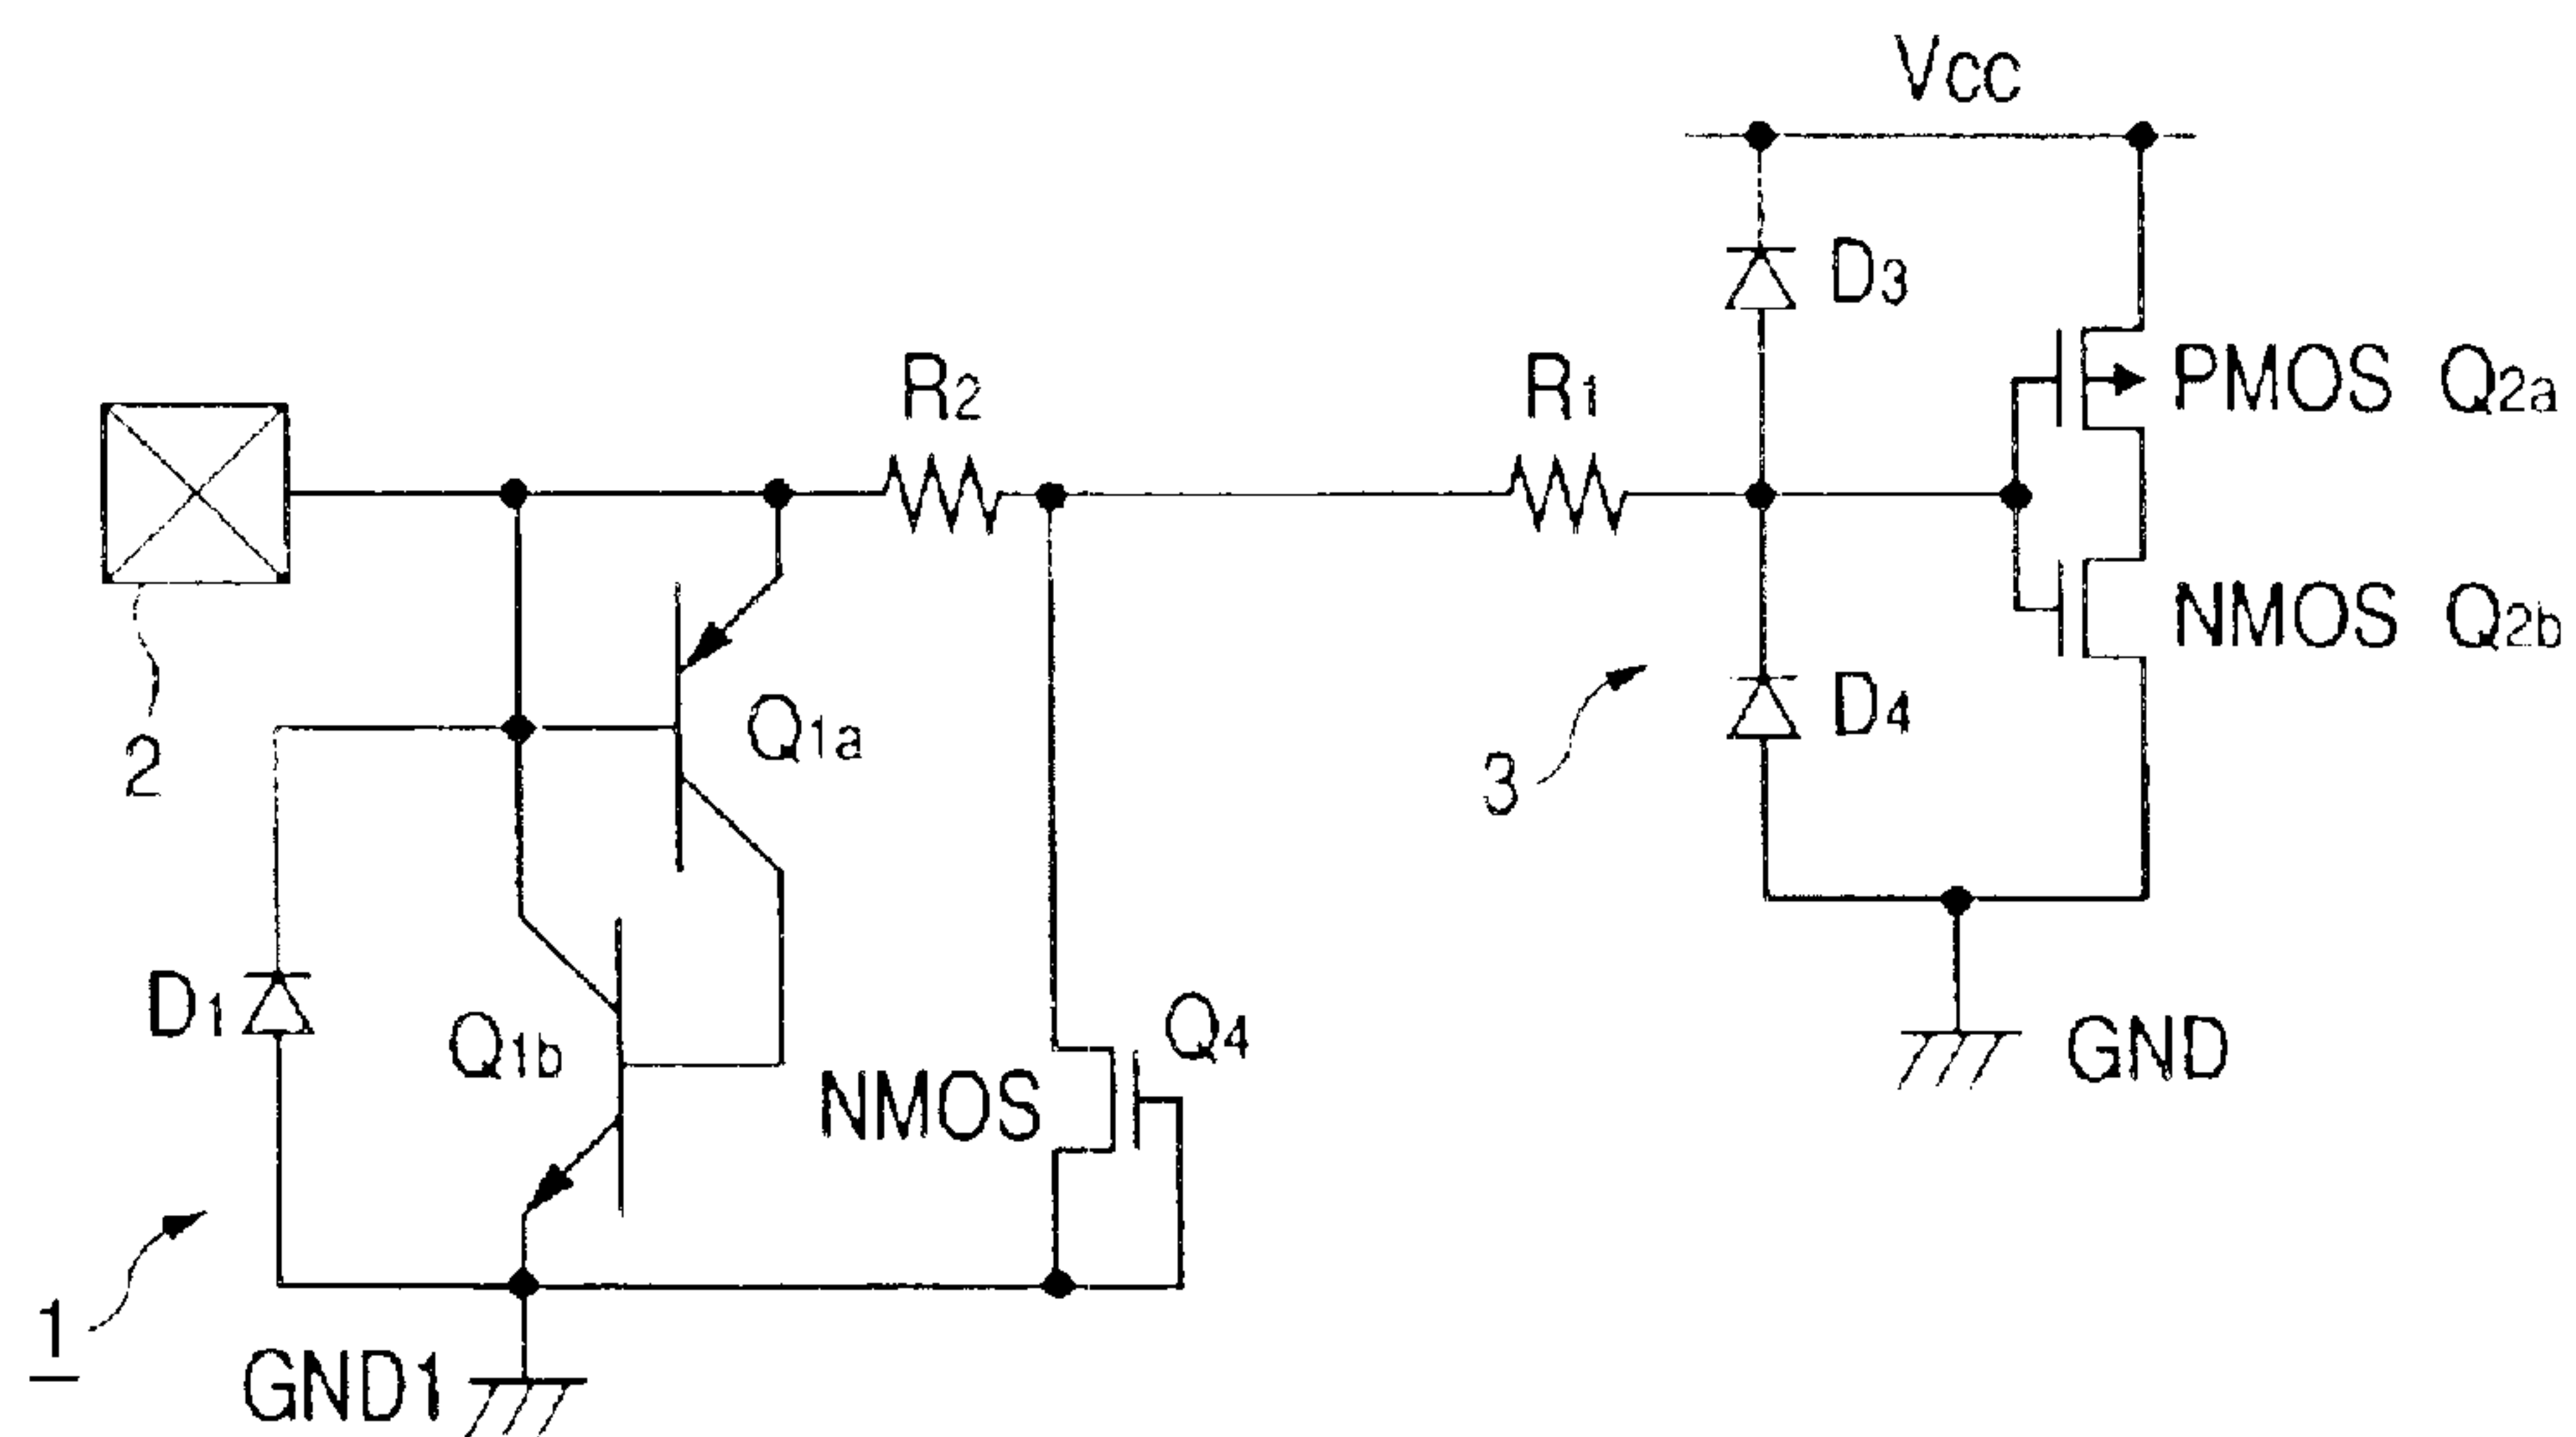 Vcc
D3
R2
R1
PMOS Q2a
NMOS Q2b
D4
Q1a
2
3
D1
Q1b
Q4
NMOS
GND
1
GND1